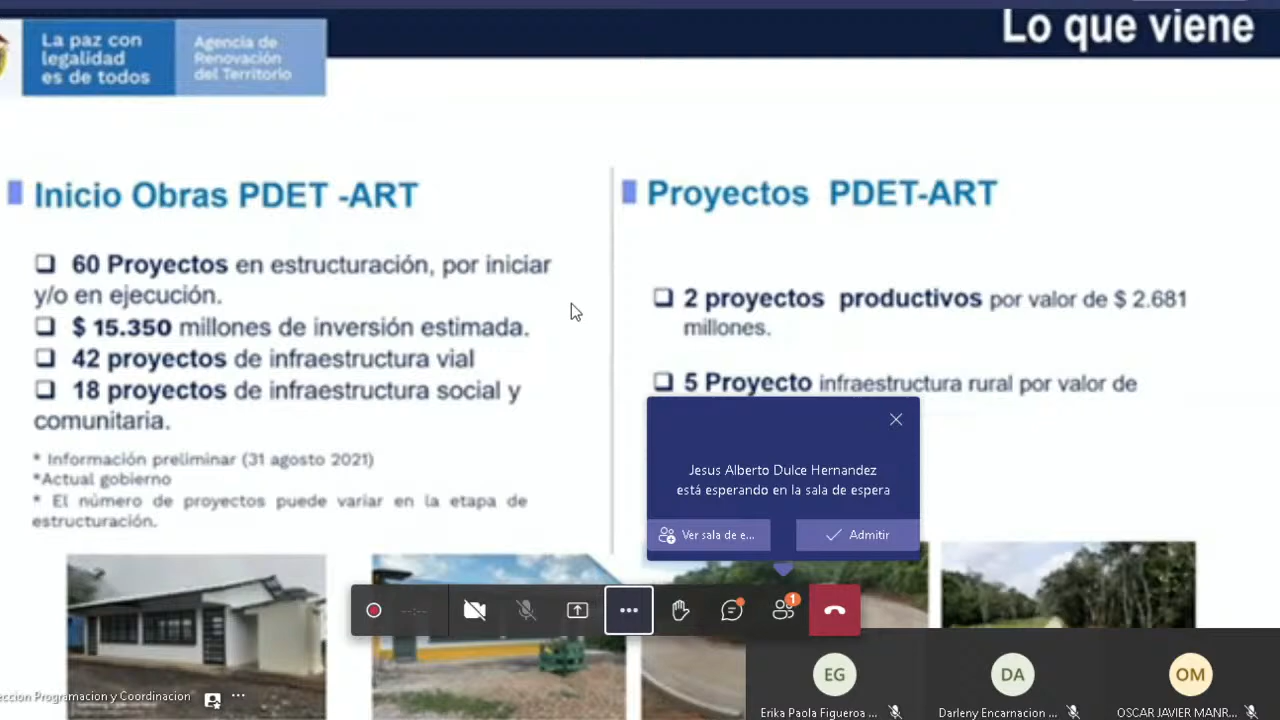 Lo que viene
La paz con
legalidad
es de todos
Agencia de
Renovación
del Territorio
Inicio Obras PDET -ART
60 Proyectos en estructuración, por iniciar
y/o en ejecución.
$ 15.350 millones de inversión estimada.
42 proyectos de infraestructura vial
18 proyectos de infraestructura social y
comunitaria.
* Información preliminar (31 agosto 2021)
*Actual gobierno
* El número de proyectos puede variar en la etapa de
estructuración.
Proyectos PDET-ART
2 proyectos productivos por valor de $ 2.681
millones.
5 Proyecto infraestructura rural por valor de
Jesus Alberto Dulce Hernandez
está esperando en la sala de espera
Ver sala de e...
Admitir
--:--
1
eccion Programacion y Coordinacion
EG
DA
OM
Erika Paola Figueroa ...
Darleny Encarnacion ...
OSCAR JAVIER MANR...